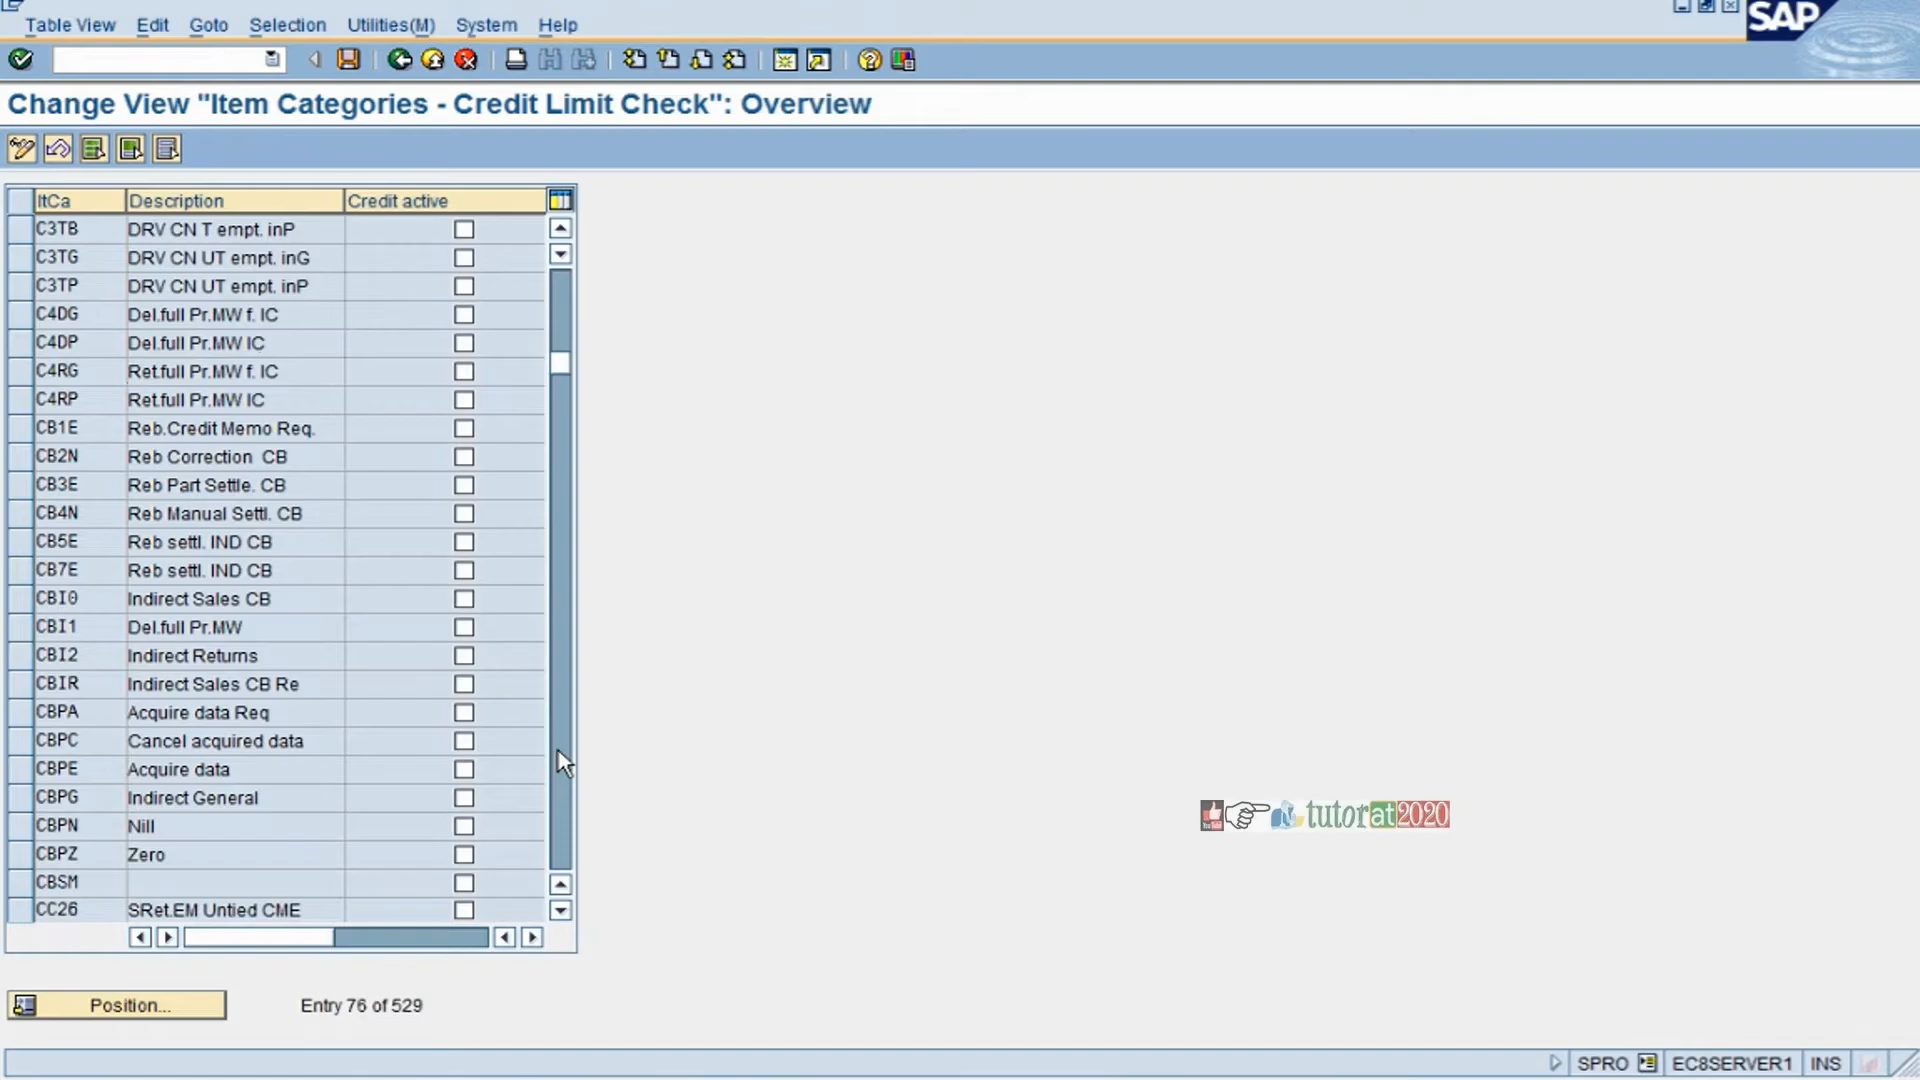 Table View Edit Goto Selection Utilities(M) System Help
SAP
Change View "Item Categories - Credit Limit Check": Overview
ItCa Description Credit active
C3TB DRV CN T empt. inP
C3TG DRV CN UT empt. inG
C3TP DRV CN UT empt. inP
C4DG Del.full Pr.MW f. IC
C4DP Del.full Pr.MW IC
C4RG Ret.full Pr.MW f. IC
C4RP Ret.full Pr.MW IC
CB1E Reb.Credit Memo Req.
CB2N Reb Correction CB
CB3E Reb Part Settle. CB
CB4N Reb Manual Settl. CB
CB5E Reb settl. IND CB
CB7E Reb settl. IND CB
CBI0 Indirect Sales CB
CBI1 Del.full Pr.MW
CBI2 Indirect Returns
CBIR Indirect Sales CB Re
CBPA Acquire data Req
CBPC Cancel acquired data
CBPE Acquire data
CBPG Indirect General
CBPN Nill
CBPZ Zero
CBSM
CC26 SRet.EM Untied CME
tutorat2020
Position... Entry 76 of 529
SPRO EC8SERVER1 INS